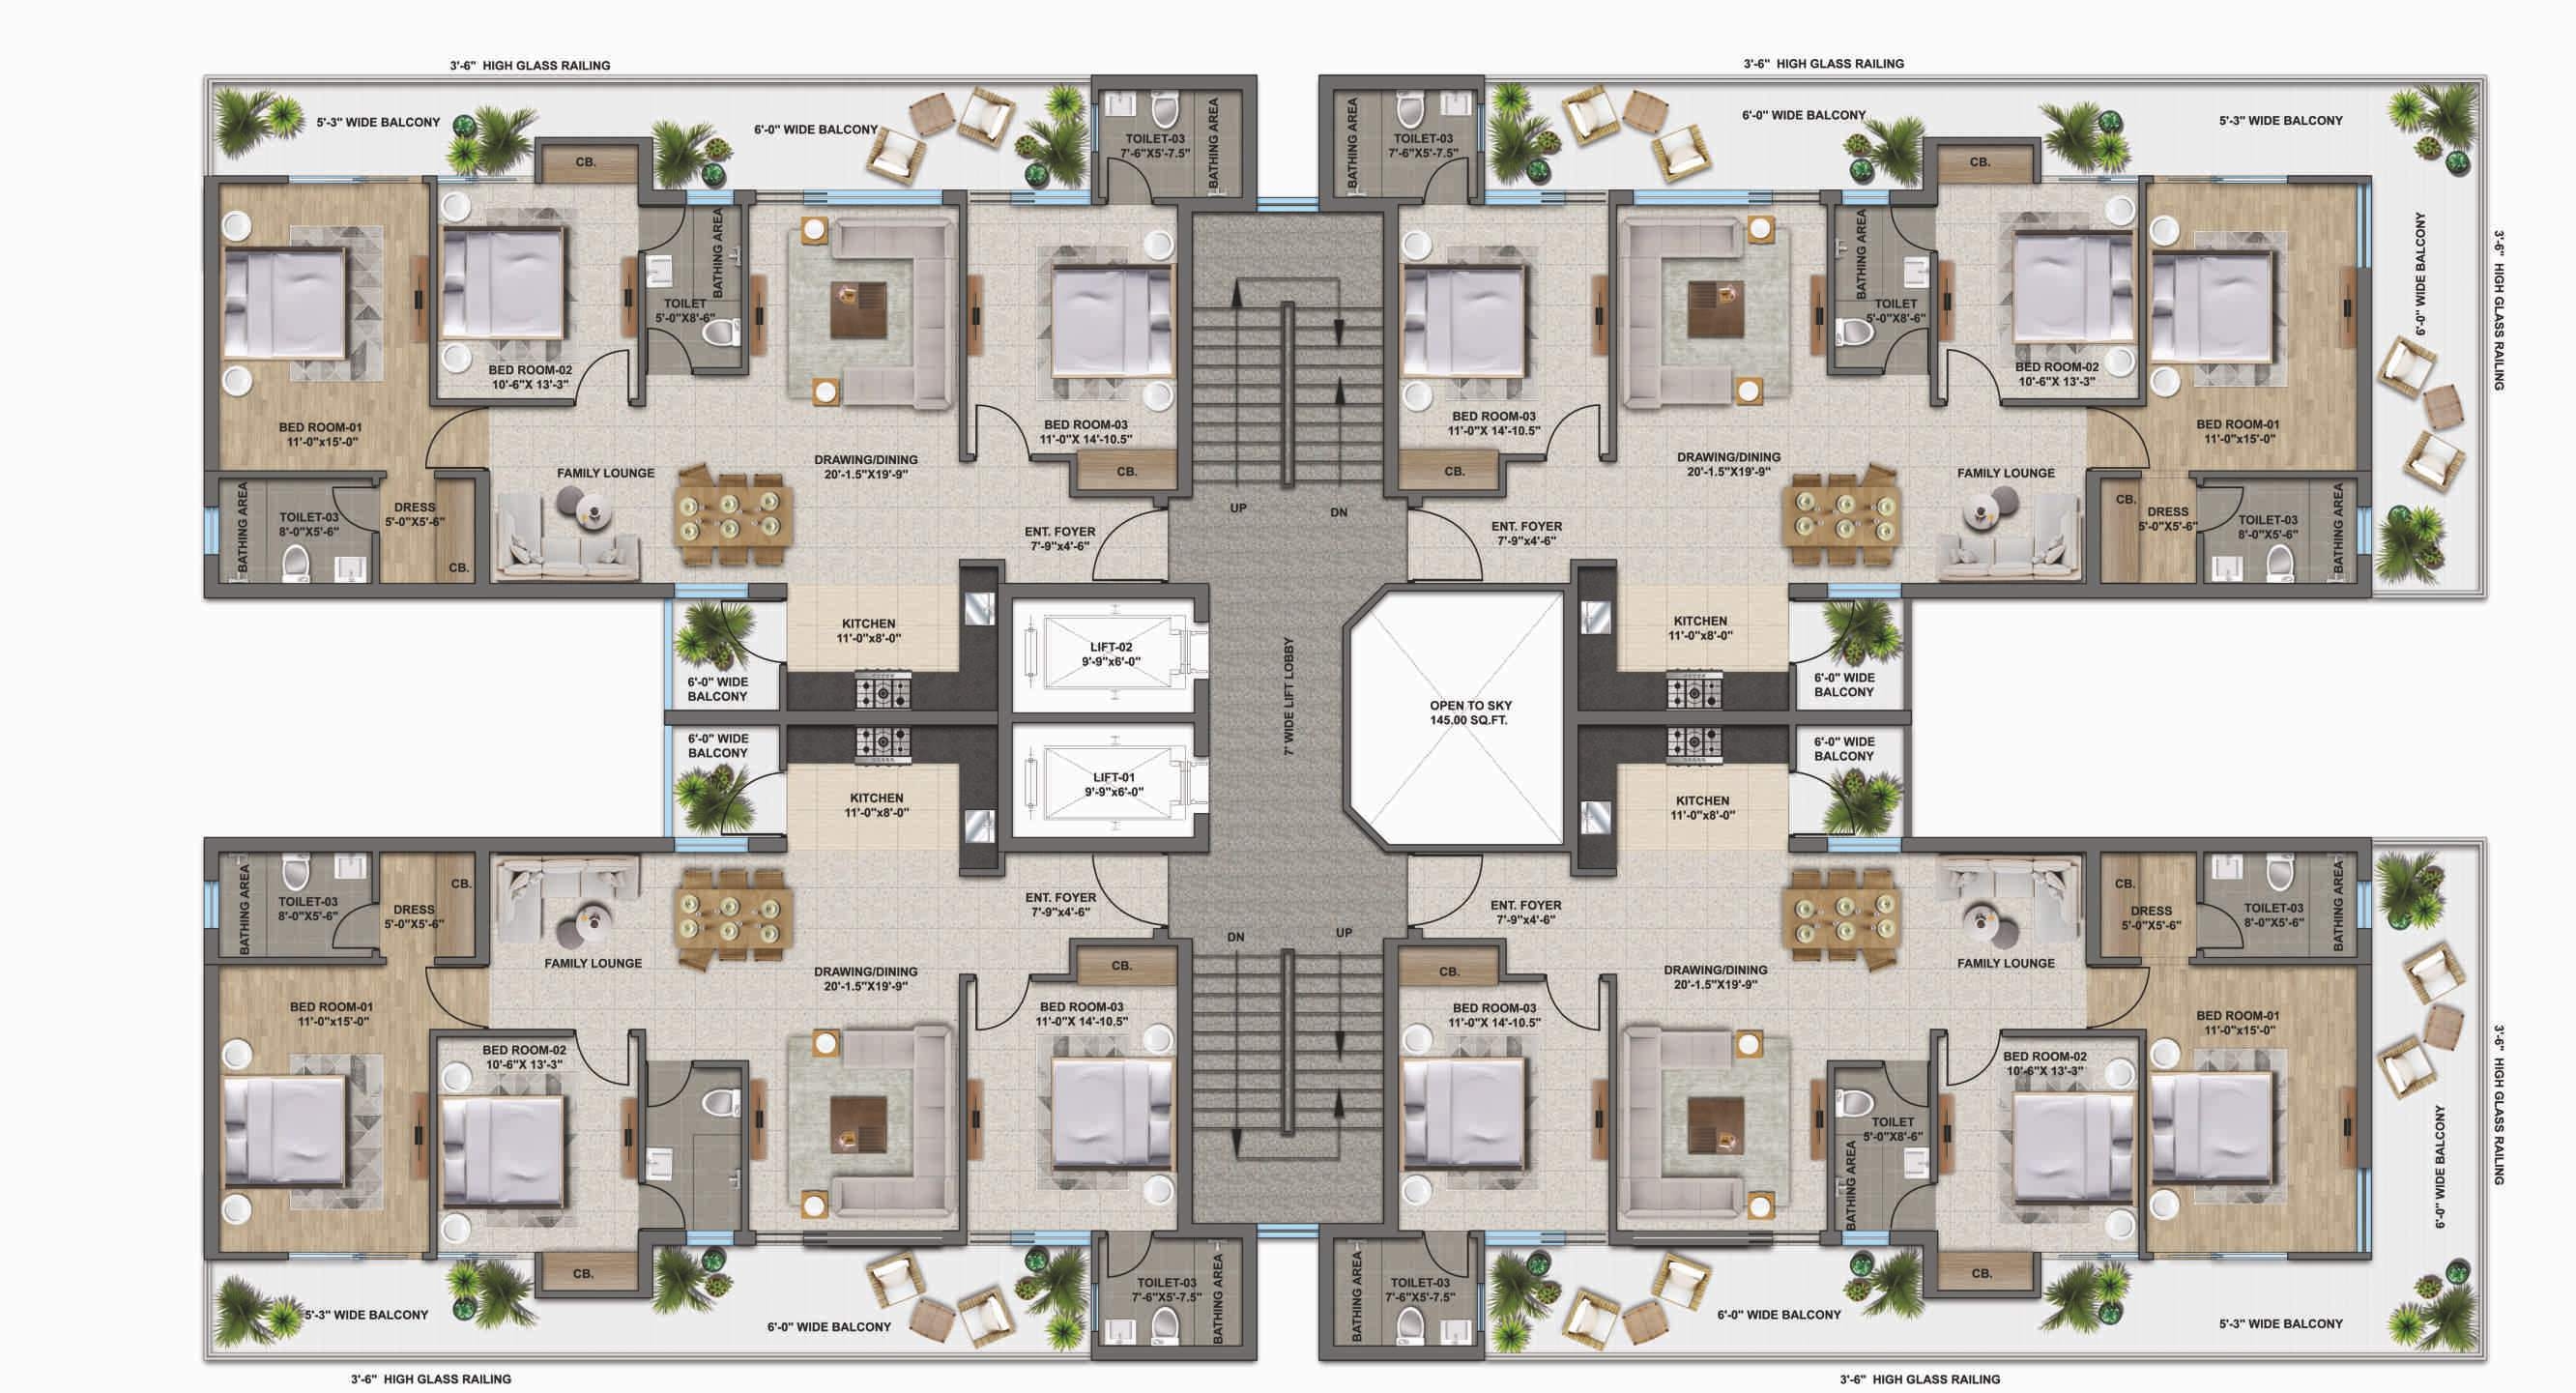 3'-6" HIGH GLASS RAILING
3'-6" HIGH GLASS RAILING
5'-3" WIDE BALCONY
6'-0" WIDE BALCONY
CB.
TOILET-03
7'-6"X5'-7.5"
BATHING AREA
BATHING AREA
TOILET-03
7'-6"X5'-7.5"
6'-0" WIDE BALCONY
CB.
5'-3" WIDE BALCONY
BATHING AREA
TOILET
5'-0"X8'-6"
BED ROOM-02
10'-6"X 13'-3"
BED ROOM-01
11'-0"x15'-0"
BED ROOM-03
11'-0"X 14'-10.5"
CB.
DRAWING/DINING
20'-1.5"X19'-9"
FAMILY LOUNGE
BATHING AREA
TOILET-03
8'-0"X5'-6"
DRESS
5'-0"X5'-6"
CB.
ENT. FOYER
7'-9"x4'-6"
UP
DN
BATHING AREA
TOILET
5'-0"X8'-6"
BED ROOM-02
10'-6"X 13'-3"
BED ROOM-03
11'-0"X 14'-10.5"
CB.
BED ROOM-01
11'-0"x15'-0"
6'-0" WIDE BALCONY
3'-6" HIGH GLASS RAILING
DRAWING/DINING
20'-1.5"X19'-9"
FAMILY LOUNGE
ENT. FOYER
7'-9"x4'-6"
CB.
DRESS
5'-0"X5'-6"
TOILET-03
8'-0"X5'-6"
BATHING AREA
KITCHEN
11'-0"x8'-0"
6'-0" WIDE
BALCONY
LIFT-02
9'-9"x6'-0"
7' WIDE LIFT LOBBY
OPEN TO SKY
145.00 SQ.FT.
KITCHEN
11'-0"x8'-0"
6'-0" WIDE
BALCONY
6'-0" WIDE
BALCONY
KITCHEN
11'-0"x8'-0"
LIFT-01
9'-9"x6'-0"
KITCHEN
11'-0"x8'-0"
6'-0" WIDE
BALCONY
BATHING AREA
TOILET-03
8'-0"X5'-6"
DRESS
5'-0"X5'-6"
CB.
FAMILY LOUNGE
ENT. FOYER
7'-9"x4'-6"
DRAWING/DINING
20'-1.5"X19'-9"
CB.
BED ROOM-01
11'-0"x15'-0"
BED ROOM-02
10'-6"X 13'-3"
BED ROOM-03
11'-0"X 14'-10.5"
DN
UP
ENT. FOYER
7'-9"x4'-6"
CB.
DRAWING/DINING
20'-1.5"X19'-9"
FAMILY LOUNGE
CB.
DRESS
5'-0"X5'-6"
TOILET-03
8'-0"X5'-6"
BATHING AREA
BED ROOM-03
11'-0"X 14'-10.5"
BED ROOM-02
10'-6"X 13'-3"
BED ROOM-01
11'-0"x15'-0"
TOILET
5'-0"X8'-6"
BATHING AREA
6'-0" WIDE BALCONY
3'-6" HIGH GLASS RAILING
CB.
5'-3" WIDE BALCONY
6'-0" WIDE BALCONY
TOILET-03
7'-6"X5'-7.5"
BATHING AREA
BATHING AREA
TOILET-03
7'-6"X5'-7.5"
CB.
6'-0" WIDE BALCONY
5'-3" WIDE BALCONY
3'-6" HIGH GLASS RAILING
3'-6" HIGH GLASS RAILING